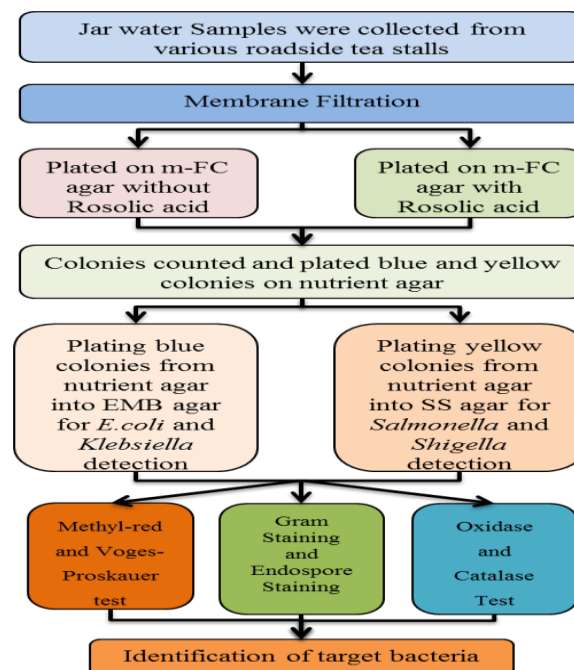 Jar water Samples were collected from
various roadside tea stalls
Membrane Filtration
Plated on m-FC
agar without
Rosolic acid
Plated on m-FC
agar with
Rosolic acid
Colonies counted and plated blue and yellow
colonies on nutrient agar
Plating blue
colonies from
nutrient agar
into EMB agar
for E.coli and
Klebsiella
detection
Plating yellow
colonies from
nutrient agar
into SS agar for
Salmonella and
Shigella
detection
Methyl-red
and Voges-
Proskauer
test
Gram
Staining
and
Endospore
Staining
Oxidase
and
Catalase
Test
Identification of target bacteria